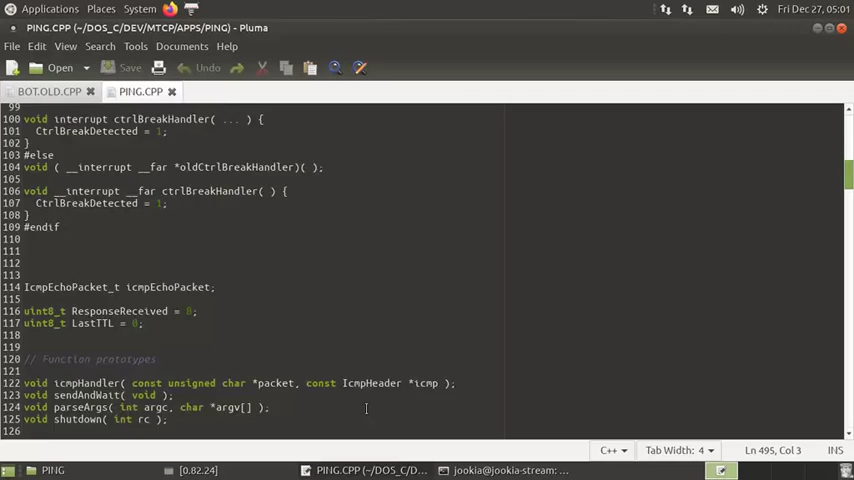 Applications Places System Fri Dec 27, 05:01
PING.CPP (~/DOS_C/DEV/MTCP/APPS/PING) - Pluma
File Edit View Search Tools Documents Help
Open Save Undo
BOT.OLD.CPP PING.CPP
99
100 void interrupt ctrlBreakHandler( ... ) {
101 CtrlBreakDetected = 1;
102 }
103 #else
104 void ( __interrupt __far *oldCtrlBreakHandler)( );
105
106 void __interrupt __far ctrlBreakHandler( ) {
107 CtrlBreakDetected = 1;
108 }
109 #endif
110
111
112
113
114 IcmpEchoPacket_t icmpEchoPacket;
115
116 uint8_t ResponseReceived = 0;
117 uint8_t LastTTL = 0;
118
119
120 // Function prototypes
121
122 void icmpHandler( const unsigned char *packet, const IcmpHeader *icmp );
123 void sendAndWait( void );
124 void parseArgs( int argc, char *argv[] );
125 void shutdown( int rc );
126
C++ Tab Width: 4 Ln 495, Col 3 INS
PING [0.82.24] PING.CPP (~/DOS_C/D... jookia@jookia-stream: ...